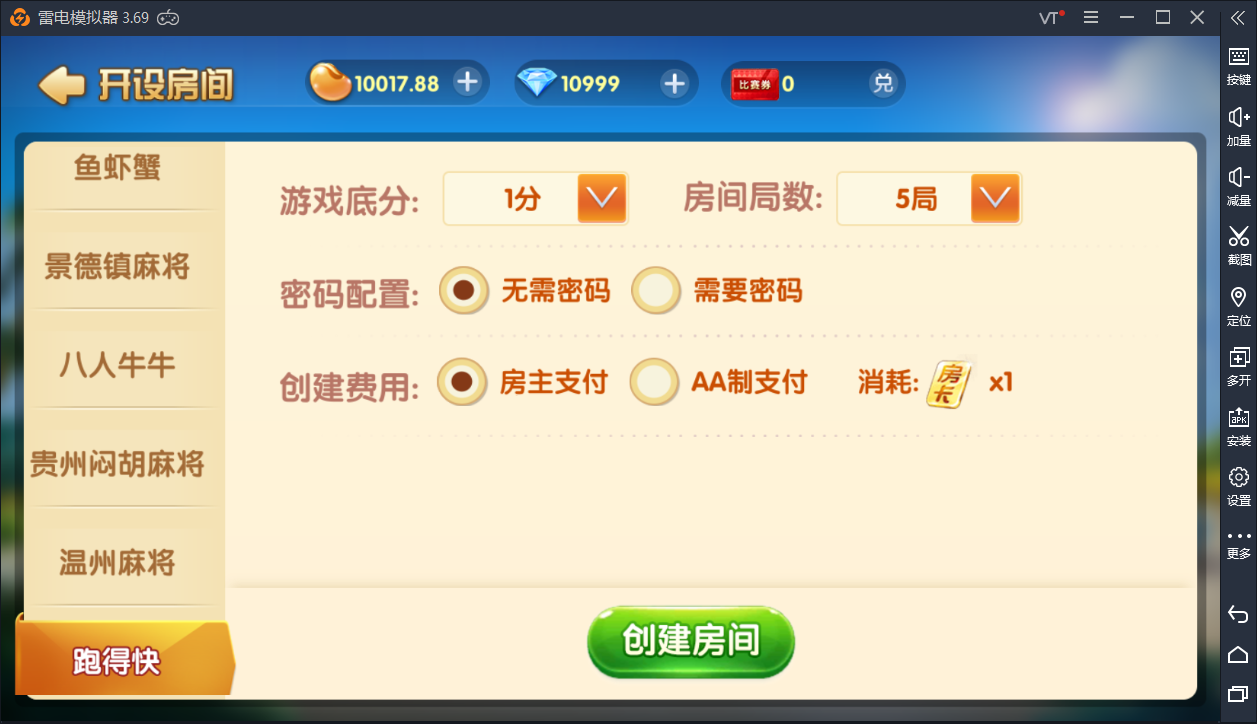 雷电模拟器 3.69
VT
开设房间
10017.88
10999
比赛券
0
兑
鱼虾蟹
景德镇麻将
八人牛牛
贵州闷胡麻将
温州麻将
跑得快
游戏底分: 1分 房间局数: 5局
密码配置: 无需密码 需要密码
创建费用: 房主支付 AA制支付 消耗: 房卡 x1
创建房间
按键
加量
减量
截图
定位
多开
APK
安装
设置
更多